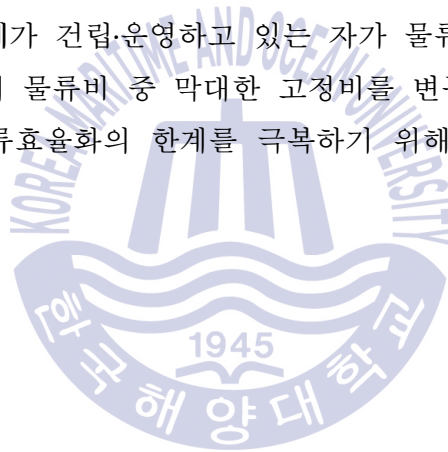 가 건립·운영하고 있는 자가 물류
물류비 중 막대한 고정비를 변
류효율화의 한계를 극복하기 위해
KOREA MARITIME AND OCEAN UNIVERSITY
1945
한국해양대학교